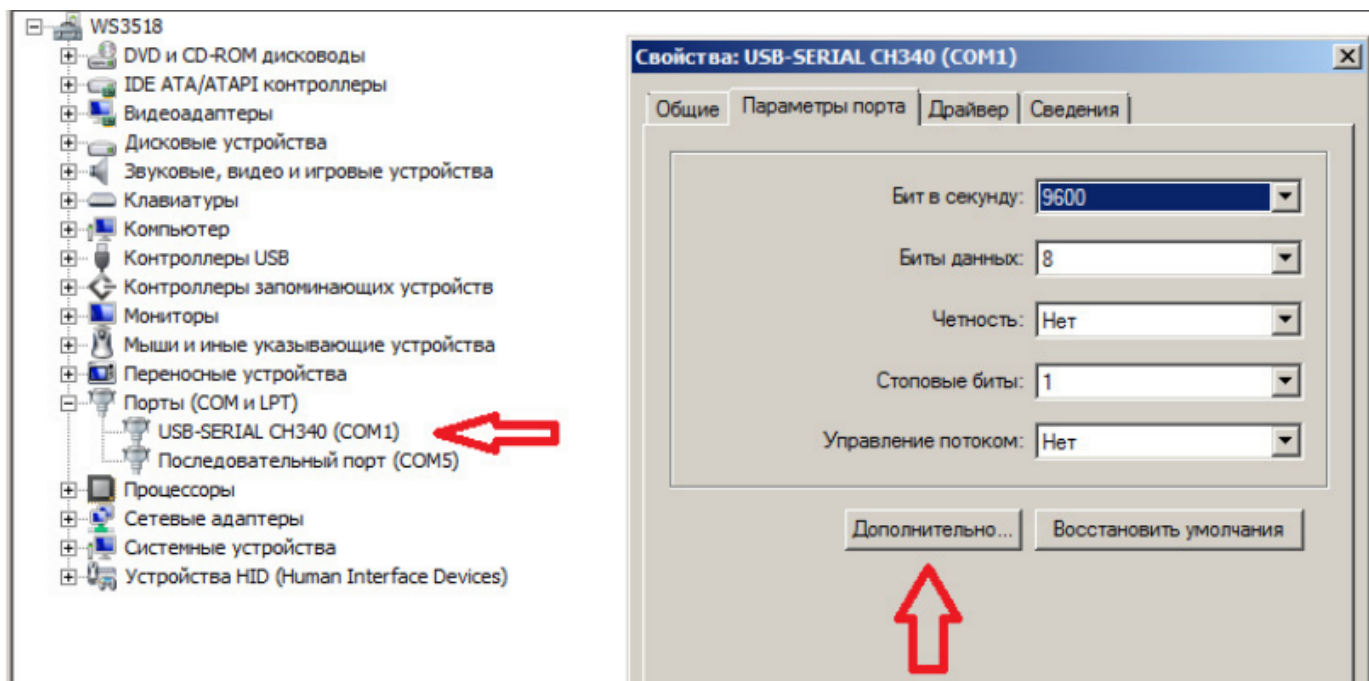 WS3518
DVD и CD-ROM дисководы
IDE ATA/ATAPI контроллеры
Видеоадаптеры
Дисковые устройства
Звуковые, видео и игровые устройства
Клавиатуры
Компьютер
Контроллеры USB
Контроллеры запоминающих устройств
Мониторы
Мыши и иные указывающие устройства
Переносные устройства
Порты (COM и LPT)
USB-SERIAL CH340 (COM1)
Последовательный порт (COM5)
Процессоры
Сетевые адаптеры
Системные устройства
Устройства HID (Human Interface Devices)
Свойства: USB-SERIAL CH340 (COM1)
Общие Параметры порта Драйвер Сведения
Бит в секунду: 9600
Биты данных: 8
Четность: Нет
Стоповые биты: 1
Управление потоком: Нет
Дополнительно... Восстановить умолчания